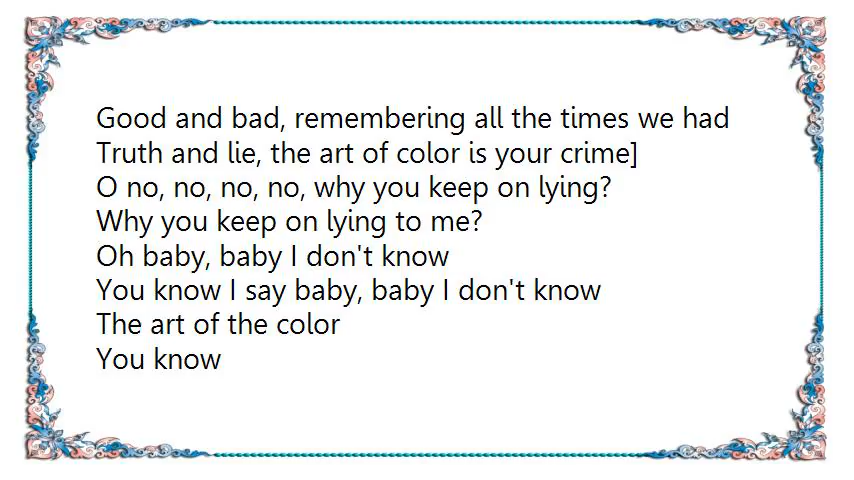 Good and bad, remembering all the times we had
Truth and lie, the art of color is your crime]
O no, no, no, no, why you keep on lying?
Why you keep on lying to me?
Oh baby, baby I don't know
You know I say baby, baby I don't know
The art of the color
You know